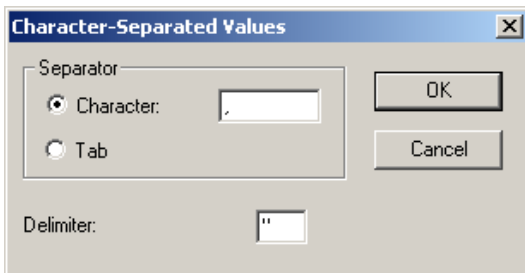 Character-Separated Values
Separator
Character: ,
OK
Tab
Cancel
Delimiter: "